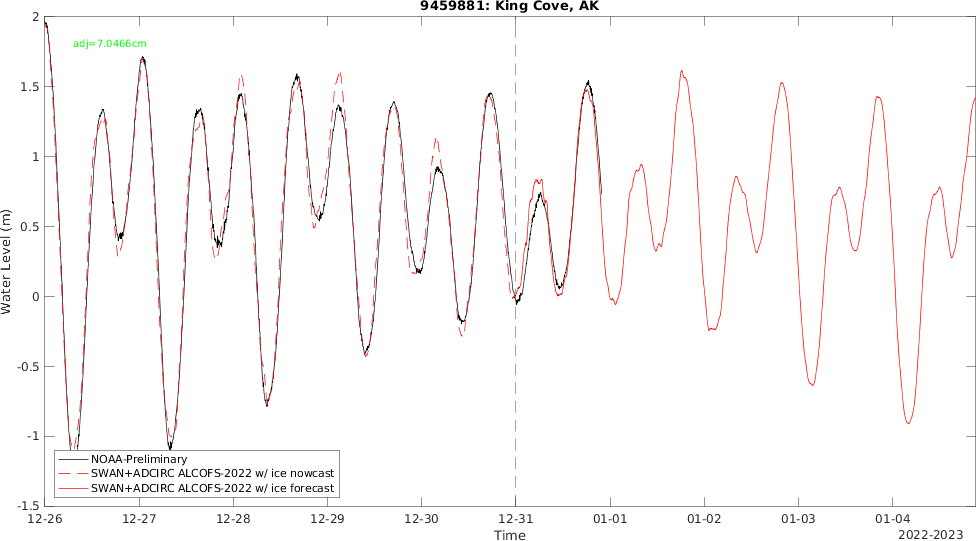 9459881: King Cove, AK
adj=7.0466cm
Water Level (m)
2
1.5
1
0.5
0
-0.5
-1
-1.5
NOAA-Preliminary
SWAN+ADCIRC ALCOFS-2022 w/ ice nowcast
SWAN+ADCIRC ALCOFS-2022 w/ ice forecast
12-26 12-27 12-28 12-29 12-30 12-31 01-01 01-02 01-03 01-04
Time
2022-2023